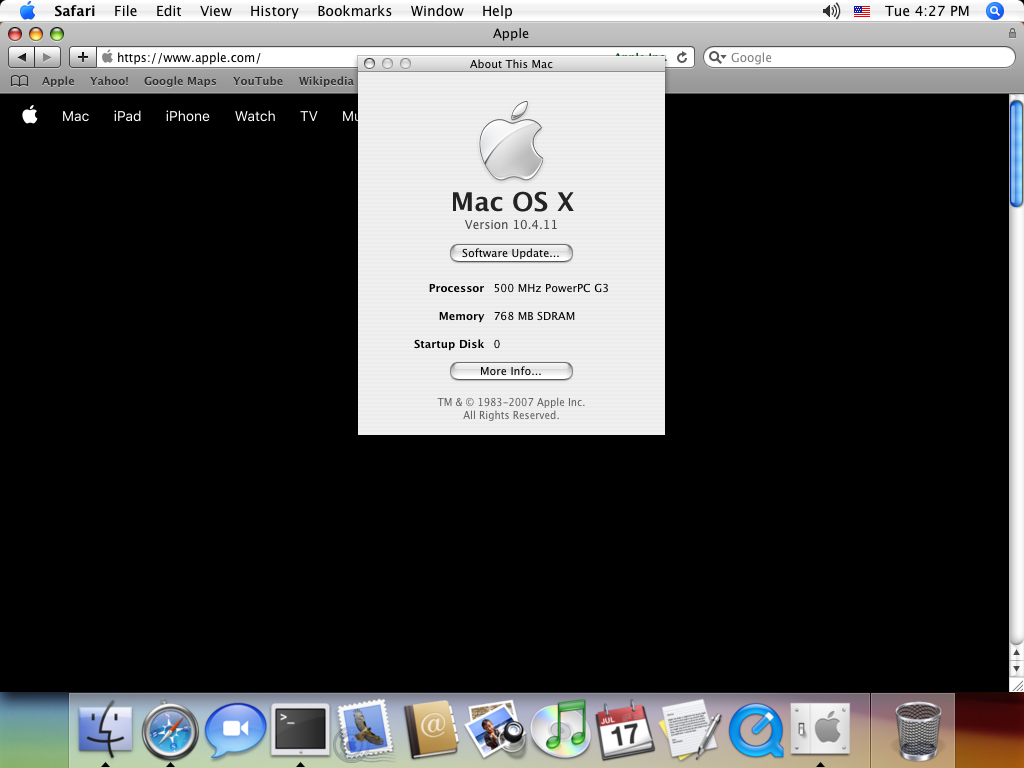 Safari File Edit View History Bookmarks Window Help Tue 4:27 PM
Apple
https://www.apple.com/ Google
Apple Yahoo! Google Maps YouTube Wikipedia
About This Mac
Mac iPad iPhone Watch TV
Mac OS X
Version 10.4.11
Software Update...
Processor 500 MHz PowerPC G3
Memory 768 MB SDRAM
Startup Disk 0
More Info...
TM & © 1983-2007 Apple Inc.
All Rights Reserved.
>_
@
JUL
17